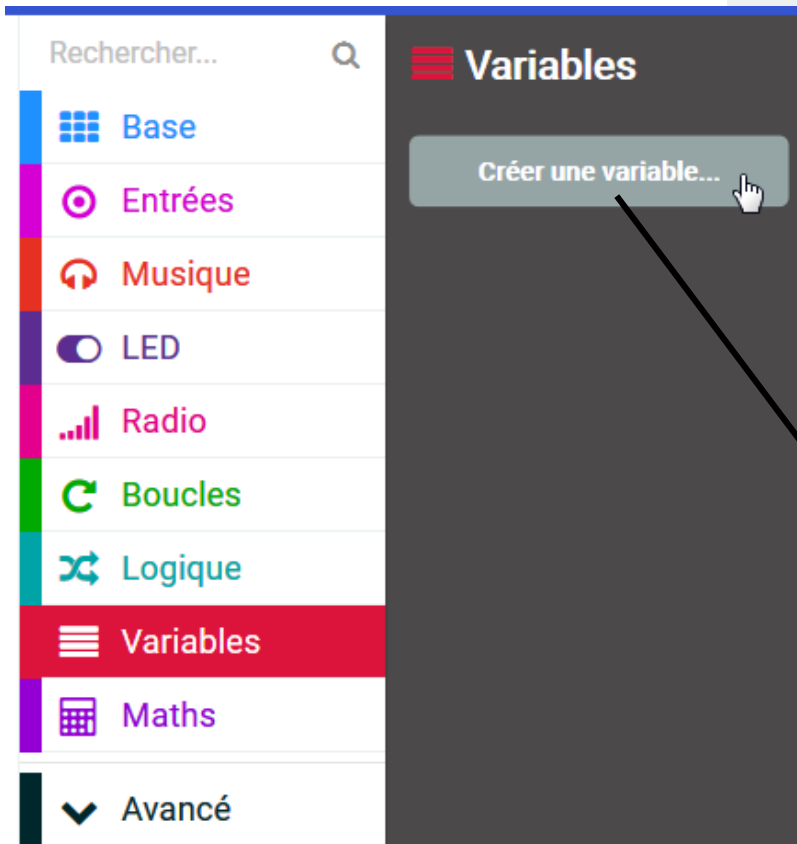 Rechercher...
Variables
Base
Créer une variable...
Entrées
Musique
LED
Radio
Boucles
Logique
Variables
Maths
Avancé